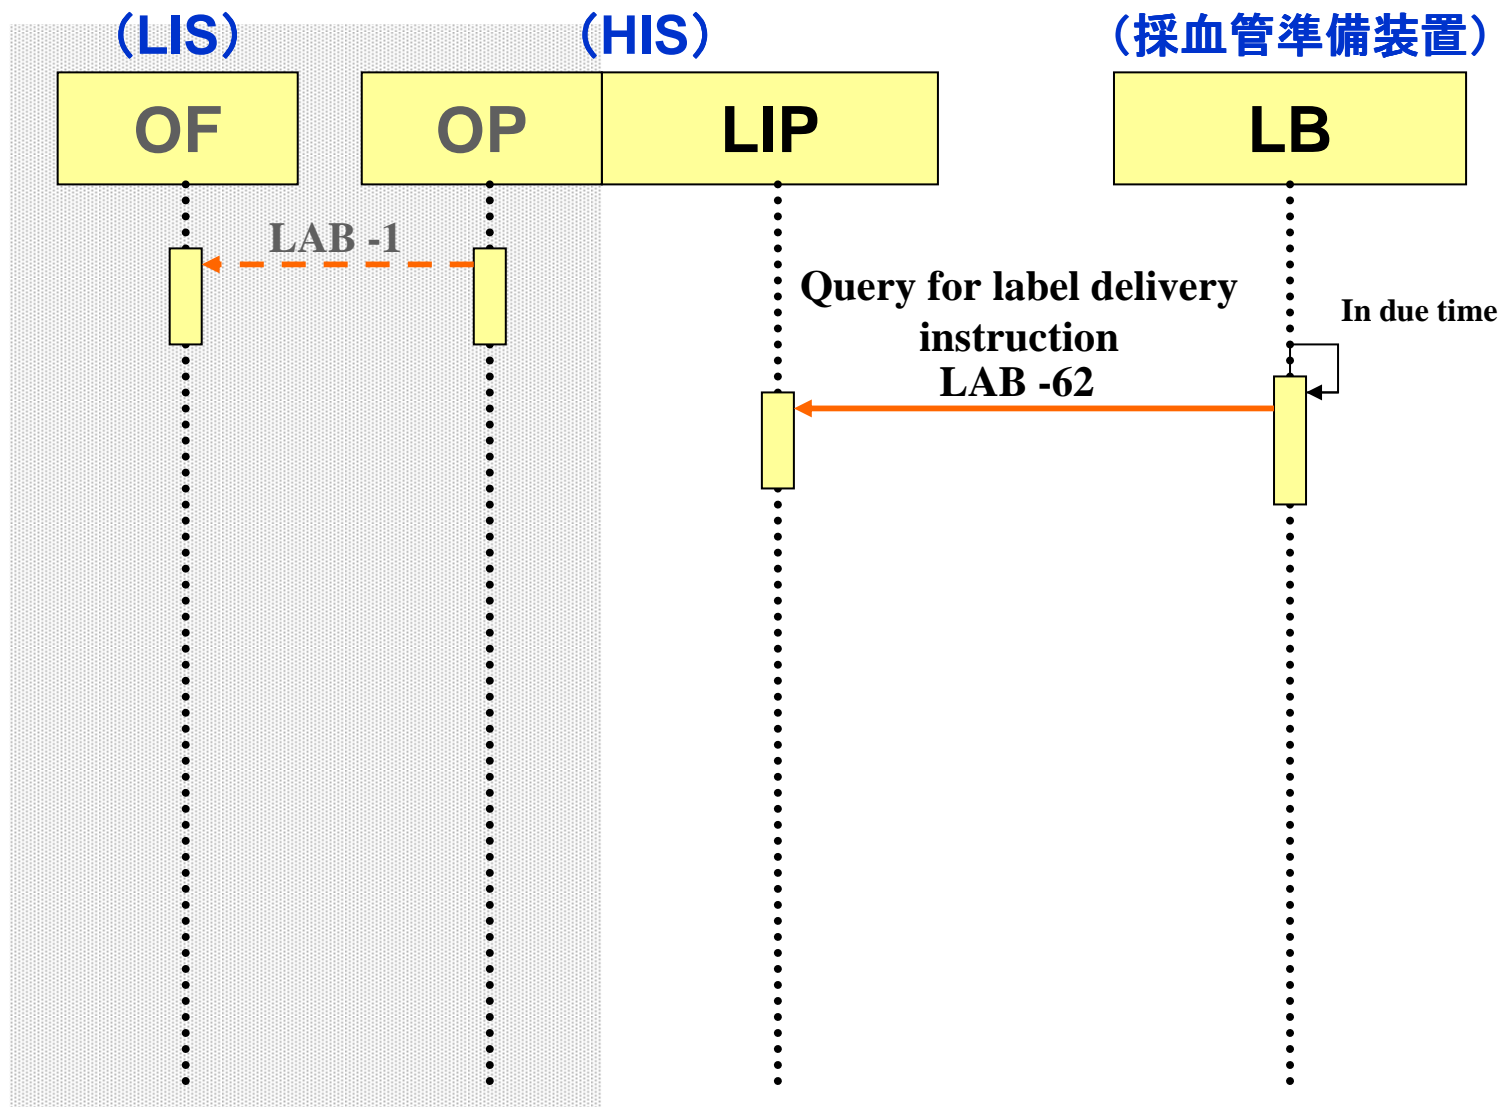 （LIS）
（HIS）
（採血管準備装置）
OF
OP
LIP
LB
LAB -1
Query for label delivery
instruction
LAB -62
In due time